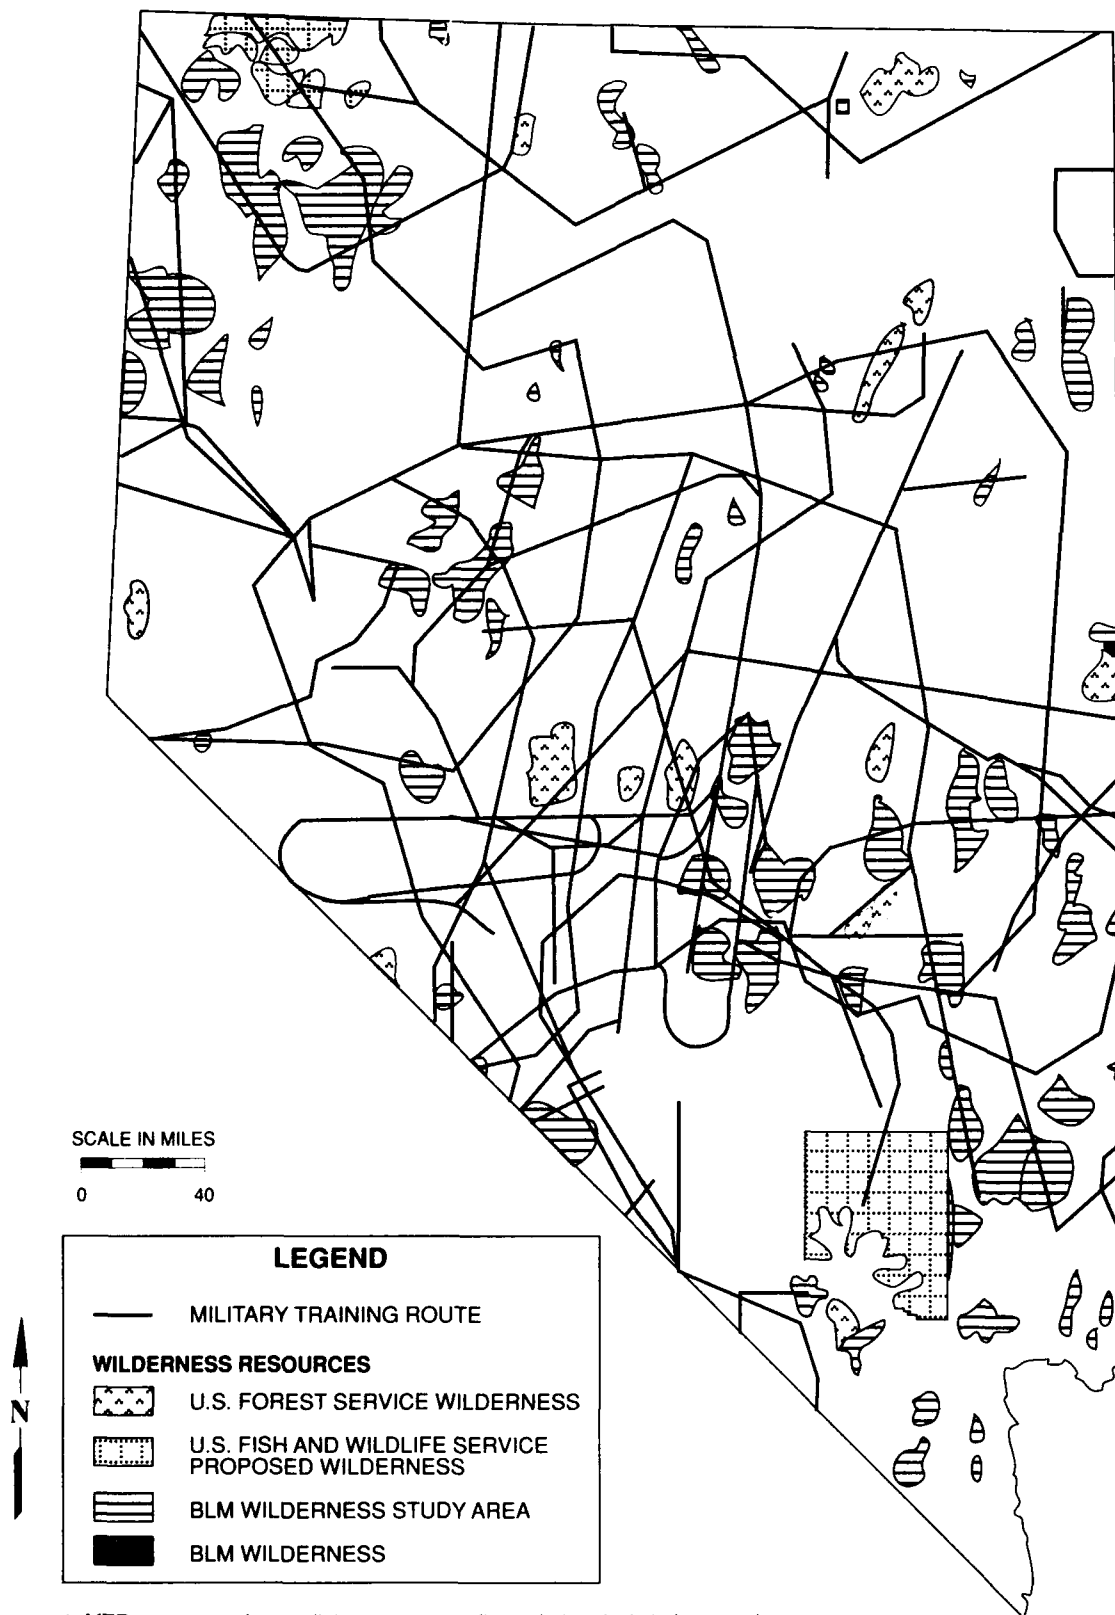 SCALE IN MILES
0 40
LEGEND
MILITARY TRAINING ROUTE
WILDERNESS RESOURCES
U.S. FOREST SERVICE WILDERNESS
U.S. FISH AND WILDLIFE SERVICE
PROPOSED WILDERNESS
BLM WILDERNESS STUDY AREA
BLM WILDERNESS
N